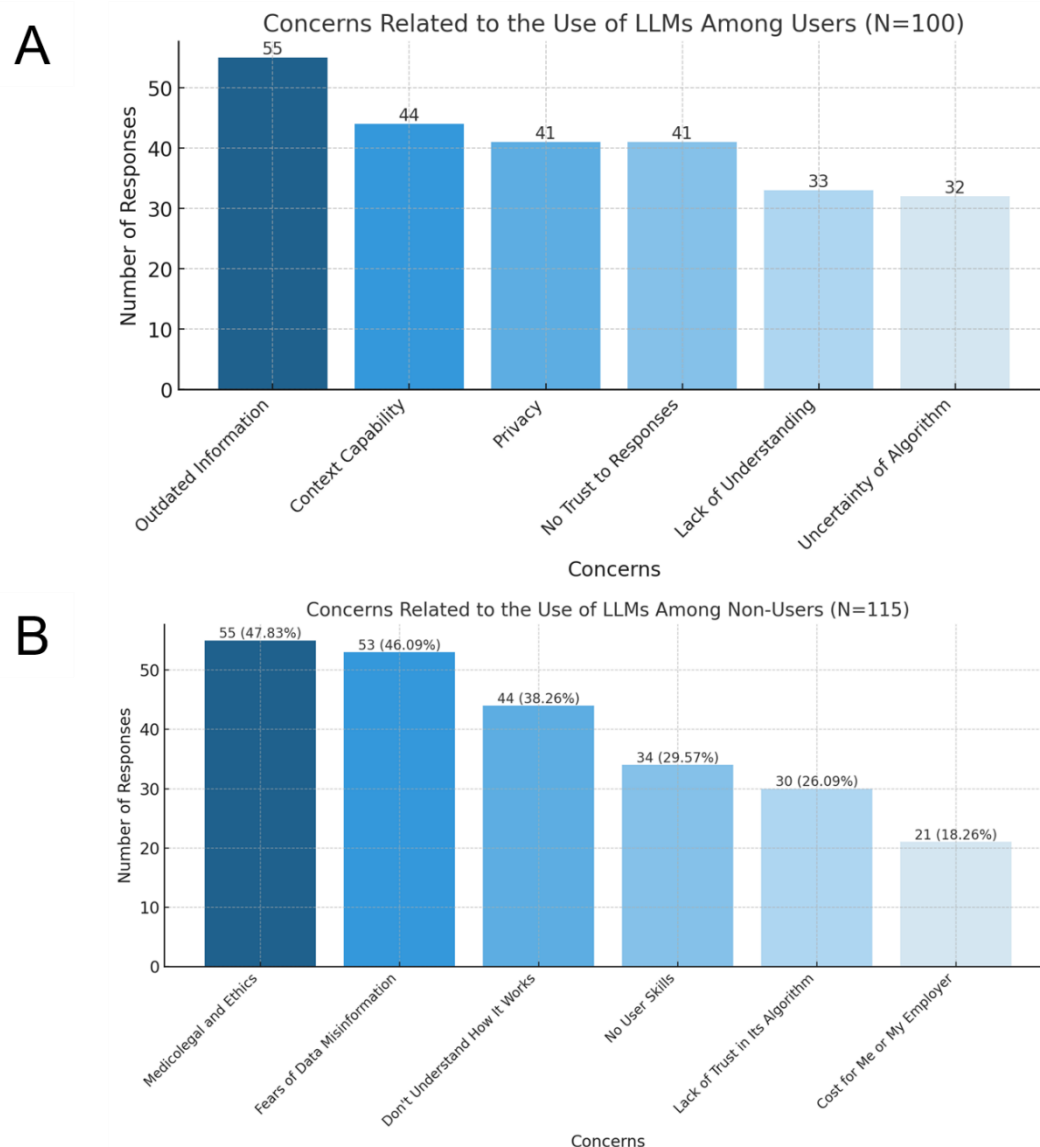 A
Concerns Related to the Use of LLMs Among Users (N=100)
Number of Responses
50
40
30
20
10
0
55
44
41
41
33
32
Outdated Information
Context Capability
Privacy
No Trust to Responses
Lack of Understanding
Uncertainty of Algorithm
Concerns
B
Concerns Related to the Use of LLMs Among Non-Users (N=115)
Number of Responses
50
40
30
20
10
0
55 (47.83%)
53 (46.09%)
44 (38.26%)
34 (29.57%)
30 (26.09%)
21 (18.26%)
Medicolegal and Ethics
Fears of Data Misinformation
Don't Understand How It Works
No User Skills
Lack of Trust in Its Algorithm
Cost for Me or My Employer
Concerns